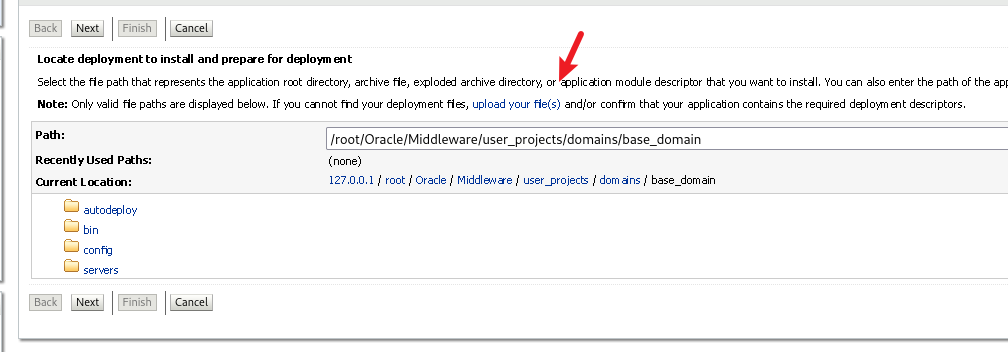 Back Next Finish Cancel
Locate deployment to install and prepare for deployment
Select the file path that represents the application root directory, archive file, exploded archive directory, or application module descriptor that you want to install. You can also enter the path of the app
Note: Only valid file paths are displayed below. If you cannot find your deployment files, upload your file(s) and/or confirm that your application contains the required deployment descriptors.
Path: /root/Oracle/Middleware/user_projects/domains/base_domain
Recently Used Paths: (none)
Current Location: 127.0.0.1 / root / Oracle / Middleware / user_projects / domains / base_domain
autodeploy
bin
config
servers
Back Next Finish Cancel